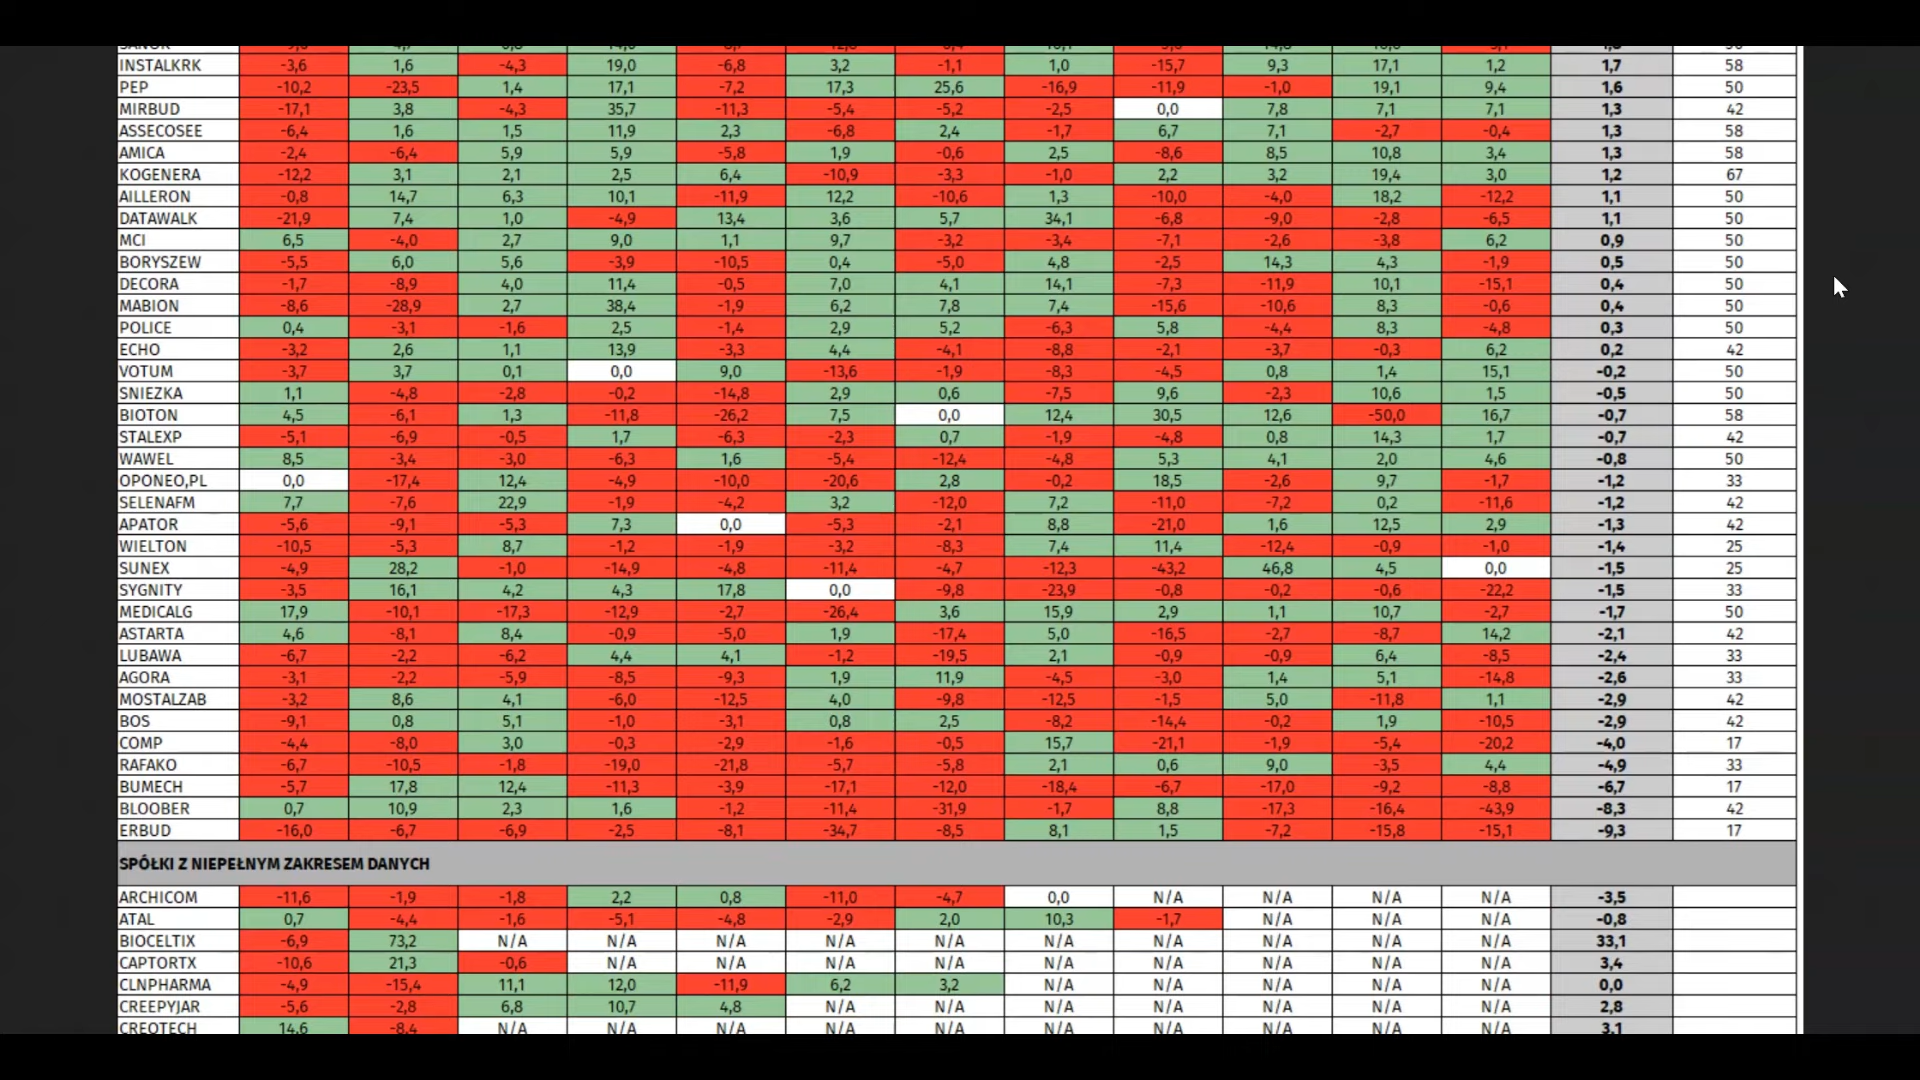 INSTALKRK -3,6 1,6 -4,3 19,0 -6,8 3,2 -1,1 1,0 -15,7 9,3 17,1 1,2 1,7 58
PEP -10,2 -23,5 1,4 17,1 -7,2 17,3 25,6 -16,9 -11,9 -1,0 19,1 9,4 1,6 50
MIRBUD -17,1 3,8 -4,3 35,7 -11,3 -5,4 -5,2 -2,5 0,0 7,8 7,1 7,1 1,3 42
ASSECOSEE -6,4 1,6 1,5 11,9 2,3 -6,8 2,4 -1,7 6,7 7,1 -2,7 -0,4 1,3 58
AMICA -2,4 -6,4 5,9 5,9 -5,8 1,9 -0,6 2,5 -8,6 8,5 10,8 3,4 1,3 58
KOGENERA -12,2 3,1 2,1 2,5 6,4 -10,9 -3,3 -1,0 2,2 3,2 19,4 3,0 1,2 67
AILLERON -0,8 14,7 6,3 10,1 -11,9 12,2 -10,6 1,3 -10,0 -4,0 18,2 -12,2 1,1 50
DATAWALK -21,9 7,4 1,0 -4,9 13,4 3,6 5,7 34,1 -6,8 -9,0 -2,8 -6,5 1,1 50
MCI 6,5 -4,0 2,7 9,0 1,1 9,7 -3,2 -3,4 -7,1 -2,6 -3,8 6,2 0,9 50
BORYSZEW -5,5 6,0 5,6 -3,9 -10,5 0,4 -5,0 4,8 -2,5 14,3 4,3 -1,9 0,5 50
DECORA -1,7 -8,9 4,0 11,4 -0,5 7,0 4,1 14,1 -7,3 -11,9 10,1 -15,1 0,4 50
MABION -8,6 -28,9 2,7 38,4 -1,9 6,2 7,8 7,4 -15,6 -10,6 8,3 -0,6 0,4 50
POLICE 0,4 -3,1 -1,6 2,5 -1,4 2,9 5,2 -6,3 5,8 -4,4 8,3 -4,8 0,3 50
ECHO -3,2 2,6 1,1 13,9 -3,3 4,4 -4,1 -8,8 -2,1 -3,7 -0,3 6,2 0,2 42
VOTUM -3,7 3,7 0,1 0,0 9,0 -13,6 -1,9 -8,3 -4,5 0,8 1,4 15,1 -0,2 50
SNIEZKA 1,1 -4,8 -2,8 -0,2 -14,8 2,9 0,6 -7,5 9,6 -2,3 10,6 1,5 -0,5 50
BIOTON 4,5 -6,1 1,3 -11,8 -26,2 7,5 0,0 12,4 30,5 12,6 -50,0 16,7 -0,7 58
STALEXP -5,1 -6,9 -0,5 1,7 -6,3 -2,3 0,7 -1,9 -4,8 0,8 14,3 1,7 -0,7 42
WAWEL 8,5 -3,4 -3,0 -6,3 1,6 -5,4 -12,4 -4,8 5,3 4,1 2,0 4,6 -0,8 50
OPONEO,PL 0,0 -17,4 12,4 -4,9 -10,0 -20,6 2,8 -0,2 18,5 -2,6 9,7 -1,7 -1,2 33
SELENAFM 7,7 -7,6 22,9 -1,9 -4,2 3,2 -12,0 7,2 -11,0 -7,2 0,2 -11,6 -1,2 42
APATOR -5,6 -9,1 -5,3 7,3 0,0 -5,3 -2,1 8,8 -21,0 1,6 12,5 2,9 -1,3 42
WIELTON -10,5 -5,3 8,7 -1,2 -1,9 -3,2 -8,3 7,4 11,4 -12,4 -0,9 -1,0 -1,4 25
SUNEX -4,9 28,2 -1,0 -14,9 -4,8 -11,4 -4,7 -12,3 -43,2 46,8 4,5 0,0 -1,5 25
SYGNITY -3,5 16,1 4,2 4,3 17,8 0,0 -9,8 -23,9 -0,8 -0,2 -0,6 -22,2 -1,5 33
MEDICALG 17,9 -10,1 -17,3 -12,9 -2,7 -26,4 3,6 15,9 2,9 1,1 10,7 -2,7 -1,7 50
ASTARTA 4,6 -8,1 8,4 -0,9 -5,0 1,9 -17,4 5,0 -16,5 -2,7 -8,7 14,2 -2,1 42
LUBAWA -6,7 -2,2 -6,2 4,4 4,1 -1,2 -19,5 2,1 -0,9 -0,9 6,4 -8,5 -2,4 33
AGORA -3,1 -2,2 -5,9 -8,5 -9,3 1,9 11,9 -4,5 -3,0 1,4 5,1 -14,8 -2,6 33
MOSTALZAB -3,2 8,6 4,1 -6,0 -12,5 4,0 -9,8 -12,5 -1,5 5,0 -11,8 1,1 -2,9 42
BOS -9,1 0,8 5,1 -1,0 -3,1 0,8 2,5 -8,2 -14,4 -0,2 1,9 -10,5 -2,9 42
COMP -4,4 -8,0 3,0 -0,3 -2,9 -1,6 -0,5 15,7 -21,1 -1,9 -5,4 -20,2 -4,0 17
RAFAKO -6,7 -10,5 -1,8 -19,0 -21,8 -5,7 -5,8 2,1 0,6 9,0 -3,5 4,4 -4,9 33
BUMECH -5,7 17,8 12,4 -11,3 -3,9 -17,1 -12,0 -18,4 -6,7 -17,0 -9,2 -8,8 -6,7 17
BLOOBER 0,7 10,9 2,3 1,6 -1,2 -11,4 -31,9 -1,7 8,8 -17,3 -16,4 -43,9 -8,3 42
ERBUD -16,0 -6,7 -6,9 -2,5 -8,1 -34,7 -8,5 8,1 1,5 -7,2 -15,8 -15,1 -9,3 17
SPÓŁKI Z NIEPEŁNYM ZAKRESEM DANYCH
ARCHICOM -11,6 -1,9 -1,8 2,2 0,8 -11,0 -4,7 0,0 N/A N/A N/A N/A -3,5
ATAL 0,7 -4,4 -1,6 -5,1 -4,8 -2,9 2,0 10,3 -1,7 N/A N/A N/A -0,8
BIOCELTIX -6,9 73,2 N/A N/A N/A N/A N/A N/A N/A N/A N/A N/A 33,1
CAPTORTX -10,6 21,3 -0,6 N/A N/A N/A N/A N/A N/A N/A N/A N/A 3,4
CLNPHARMA -4,9 -15,4 11,1 12,0 -11,9 6,2 3,2 N/A N/A N/A N/A N/A 0,0
CREEPYJAR -5,6 -2,8 6,8 10,7 4,8 N/A N/A N/A N/A N/A N/A N/A 2,8
CREOTECH 14,6 -8,4 N/A N/A N/A N/A N/A N/A N/A N/A N/A N/A 3,1